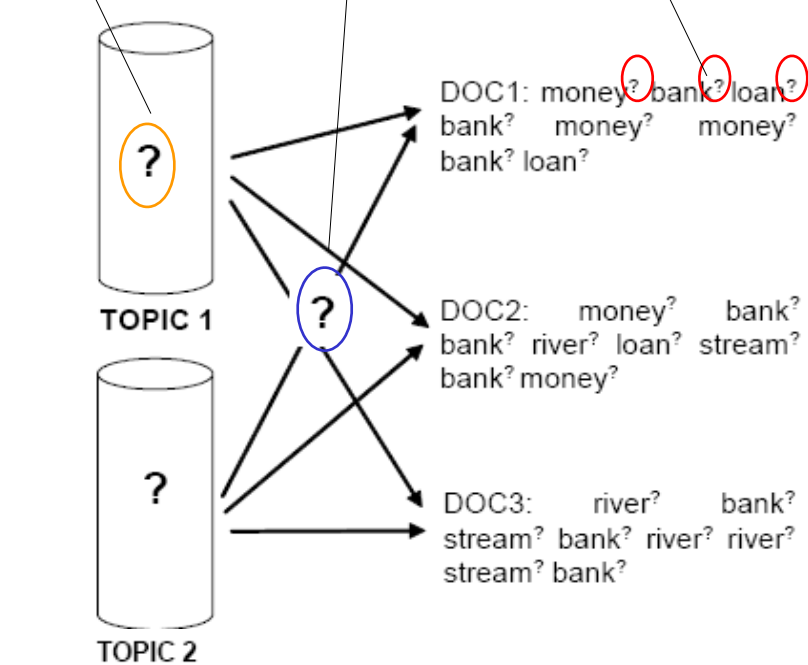 ?
TOPIC 1
?
TOPIC 2
?
DOC1: money? bank? loan?
bank? money? money?
bank? loan?
DOC2: money? bank?
bank? river? loan? stream?
bank? money?
DOC3: river? bank?
stream? bank? river? river?
stream? bank?